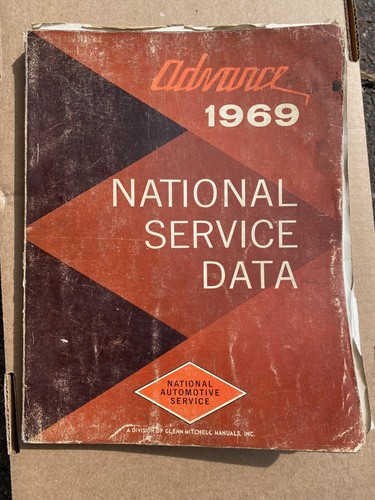 Advance
1969
NATIONAL
SERVICE
DATA
NATIONAL
AUTOMOTIVE
SERVICE
A DIVISION OF GLENN MITCHELL MANUALS, INC.